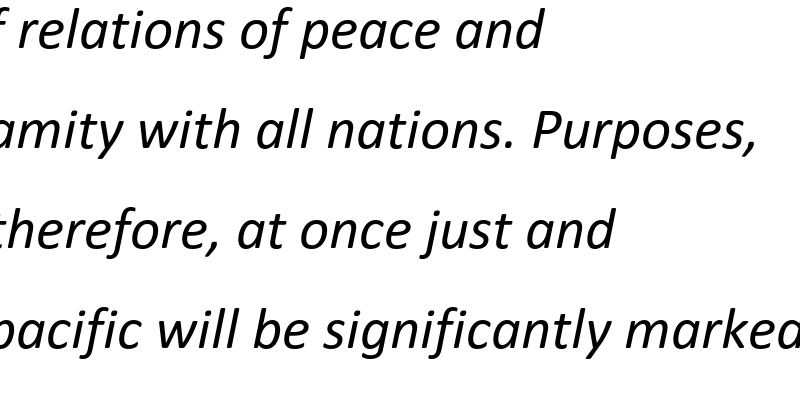 f relations of peace and
amity with all nations. Purposes,
therefore, at once just and
pacific will be significantly marked